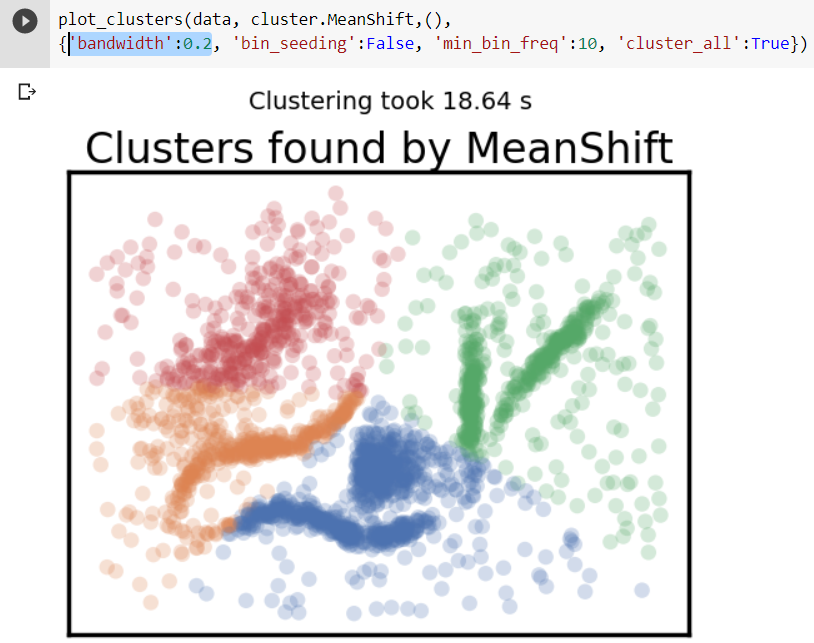 plot_clusters(data, cluster.MeanShift,(),
{'bandwidth':0.2, 'bin_seeding':False, 'min_bin_freq':10, 'cluster_all':True})
Clustering took 18.64 s
Clusters found by MeanShift